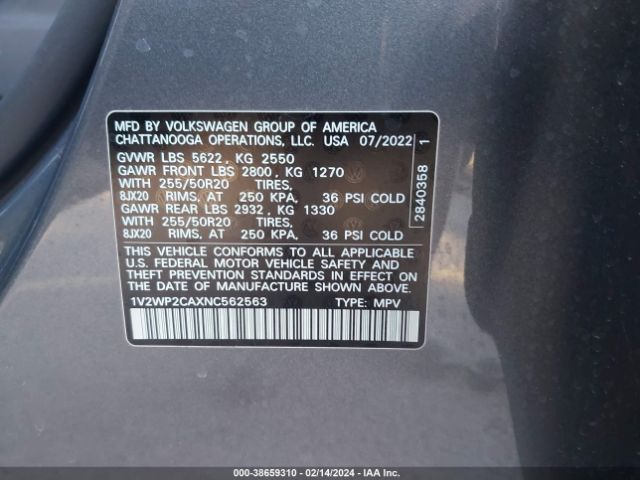 MFD BY VOLKSWAGEN GROUP OF AMERICA
CHATTANOOGA OPERATIONS, LLC. USA 07/2022
GVWR LBS 5622, KG 2550
GAWR FRONT LBS 2800, KG 1270
WITH 255/50R20 TIRES,
8JX20 RIMS, AT 250 KPA, 36 PSI COLD
GAWR REAR LBS 2932, KG 1330
WITH 255/50R20 TIRES,
8JX20 RIMS, AT 250 KPA, 36 PSI COLD
THIS VEHICLE CONFORMS TO ALL APPLICABLE
U.S. FEDERAL MOTOR VEHICLE SAFETY AND
THEFT PREVENTION STANDARDS IN EFFECT ON
THE DATE OF MANUFACTURE SHOWN ABOVE.
1V2WP2CAXNC562563 TYPE: MPV
2840358 1
000-38659310 - 02/14/2024 - IAA Inc.